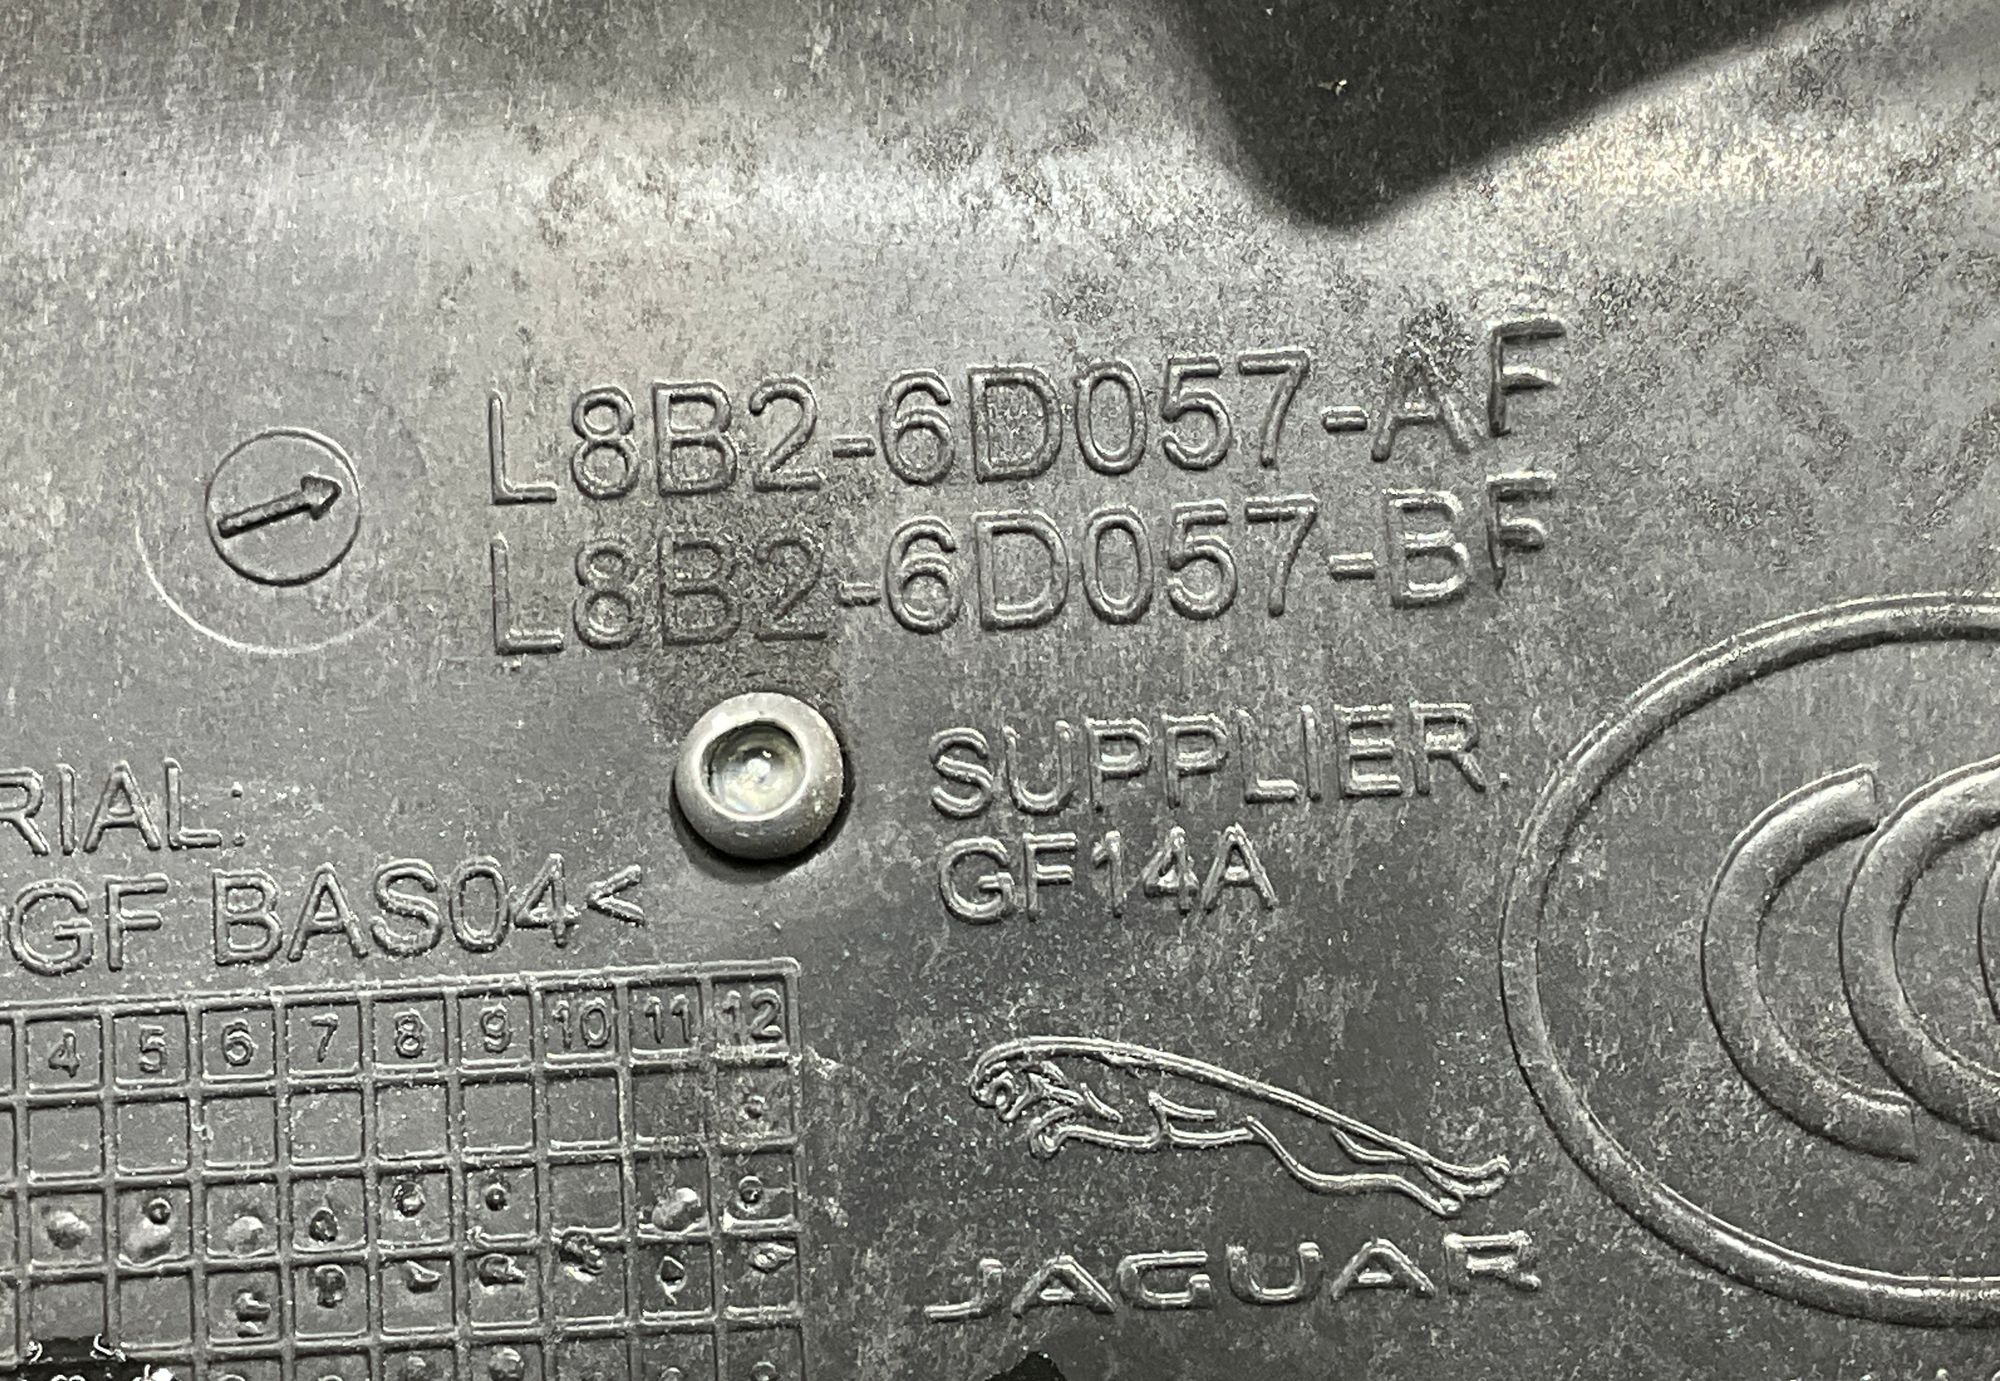 L8B2-6D057-AF
L8B2-6D057-BF
SUPPLIER:
GF14A
RIAL:
GF BAS04<
4 5 6 7 8 9 10 11 12
JAGUAR